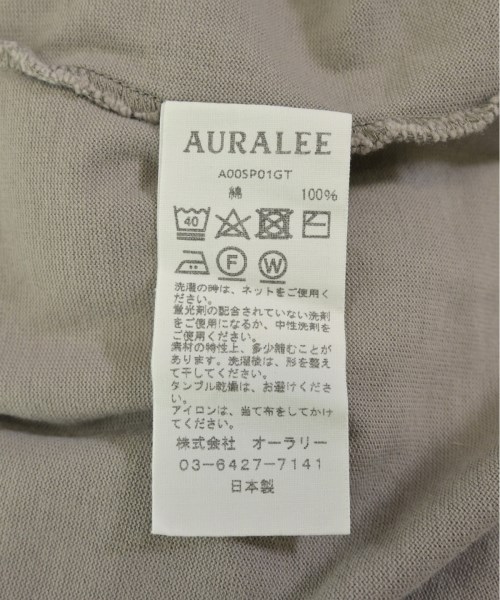 AURALEE
A00SP01GT
綿 100%
40
F W
洗濯の時は、ネットをご使用くだ
さい。
蛍光剤の配合されていない洗剤
をご使用になるか、中性洗剤を
ご使用ください。
素材の特性上、多少縮むことが
あります。洗濯後は、形を整え
て干してください。
タンブル乾燥は、お避けくださ
い。
アイロンは、当て布をしてかけ
てください。
株式会社 オーラリー
03-6427-7141
日本製